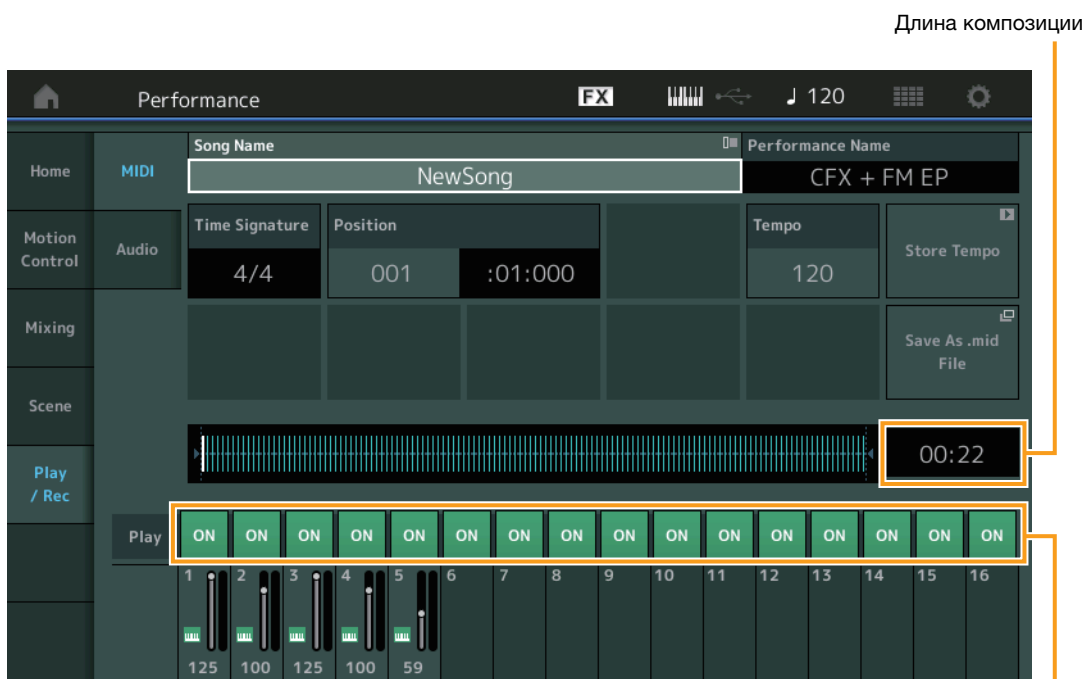 Длина композиции
Performance
FX
120
Home
Motion
Control
Mixing
Scene
Play
/ Rec
MIDI
Audio
Song Name
NewSong
Performance Name
CFX + FM EP
Time Signature
4/4
Position
001
:01:000
Tempo
120
Store Tempo
Save As .mid
File
00:22
Play
ON ON ON ON ON ON ON ON ON ON ON ON ON ON ON ON
1 2 3 4 5 6 7 8 9 10 11 12 13 14 15 16
125 100 125 100 59